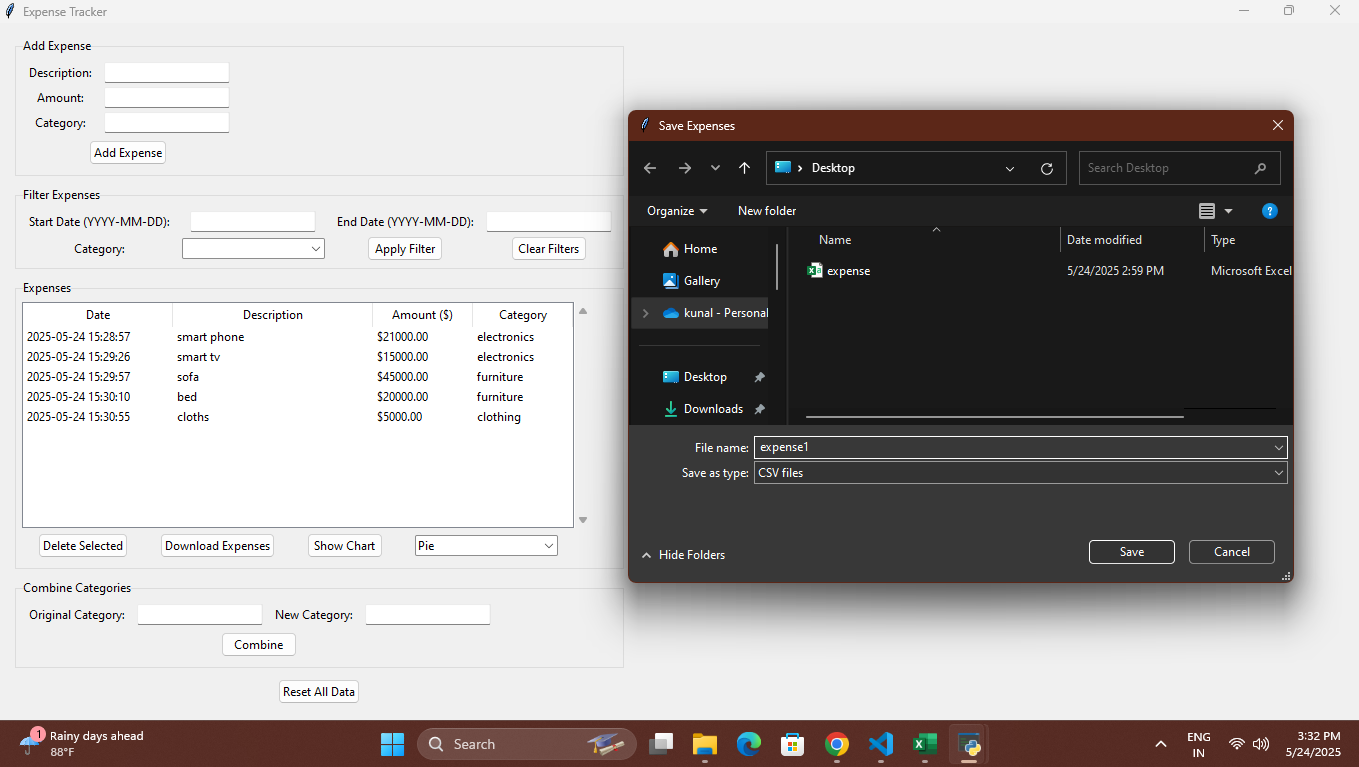 Expense Tracker
Add Expense
Description:
Amount:
Category:
Add Expense
Filter Expenses
Start Date (YYYY-MM-DD): End Date (YYYY-MM-DD):
Category: Apply Filter Clear Filters
Expenses
Date Description Amount ($) Category
2025-05-24 15:28:57 smart phone $21000.00 electronics
2025-05-24 15:29:26 smart tv $15000.00 electronics
2025-05-24 15:29:57 sofa $45000.00 furniture
2025-05-24 15:30:10 bed $20000.00 furniture
2025-05-24 15:30:55 cloths $5000.00 clothing
Delete Selected Download Expenses Show Chart Pie
Combine Categories
Original Category: New Category:
Combine
Reset All Data
Save Expenses
Desktop Search Desktop
Organize New folder
Name Date modified Type
expense 5/24/2025 2:59 PM Microsoft Excel
Home
Gallery
kunal - Personal
Desktop
Downloads
File name: expense1
Save as type: CSV files
Hide Folders Save Cancel
1 Rainy days ahead
88°F
Search
ENG
IN
3:32 PM
5/24/2025